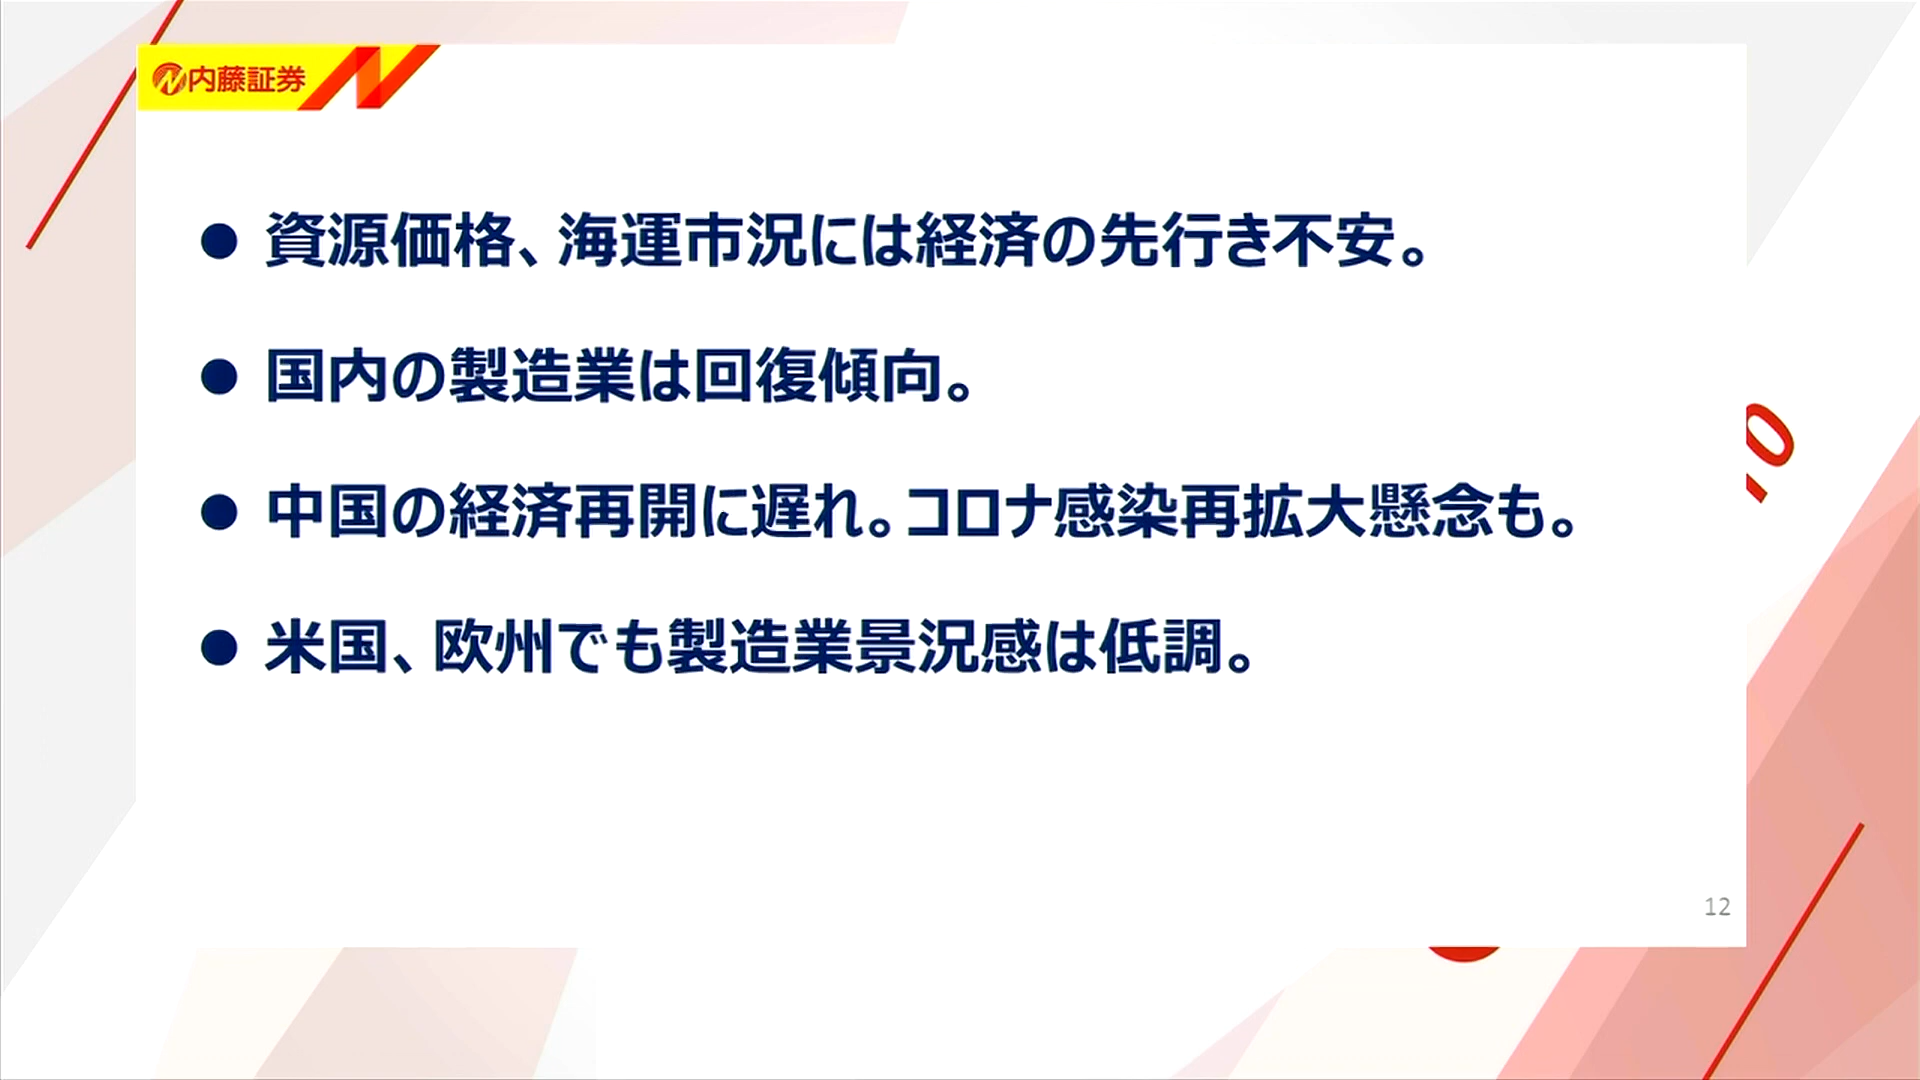 内藤証券
● 資源価格、海運市況には経済の先行き不安。
● 国内の製造業は回復傾向。
● 中国の経済再開に遅れ。コロナ感染再拡大懸念も。
● 米国、欧州でも製造業景況感は低調。
12